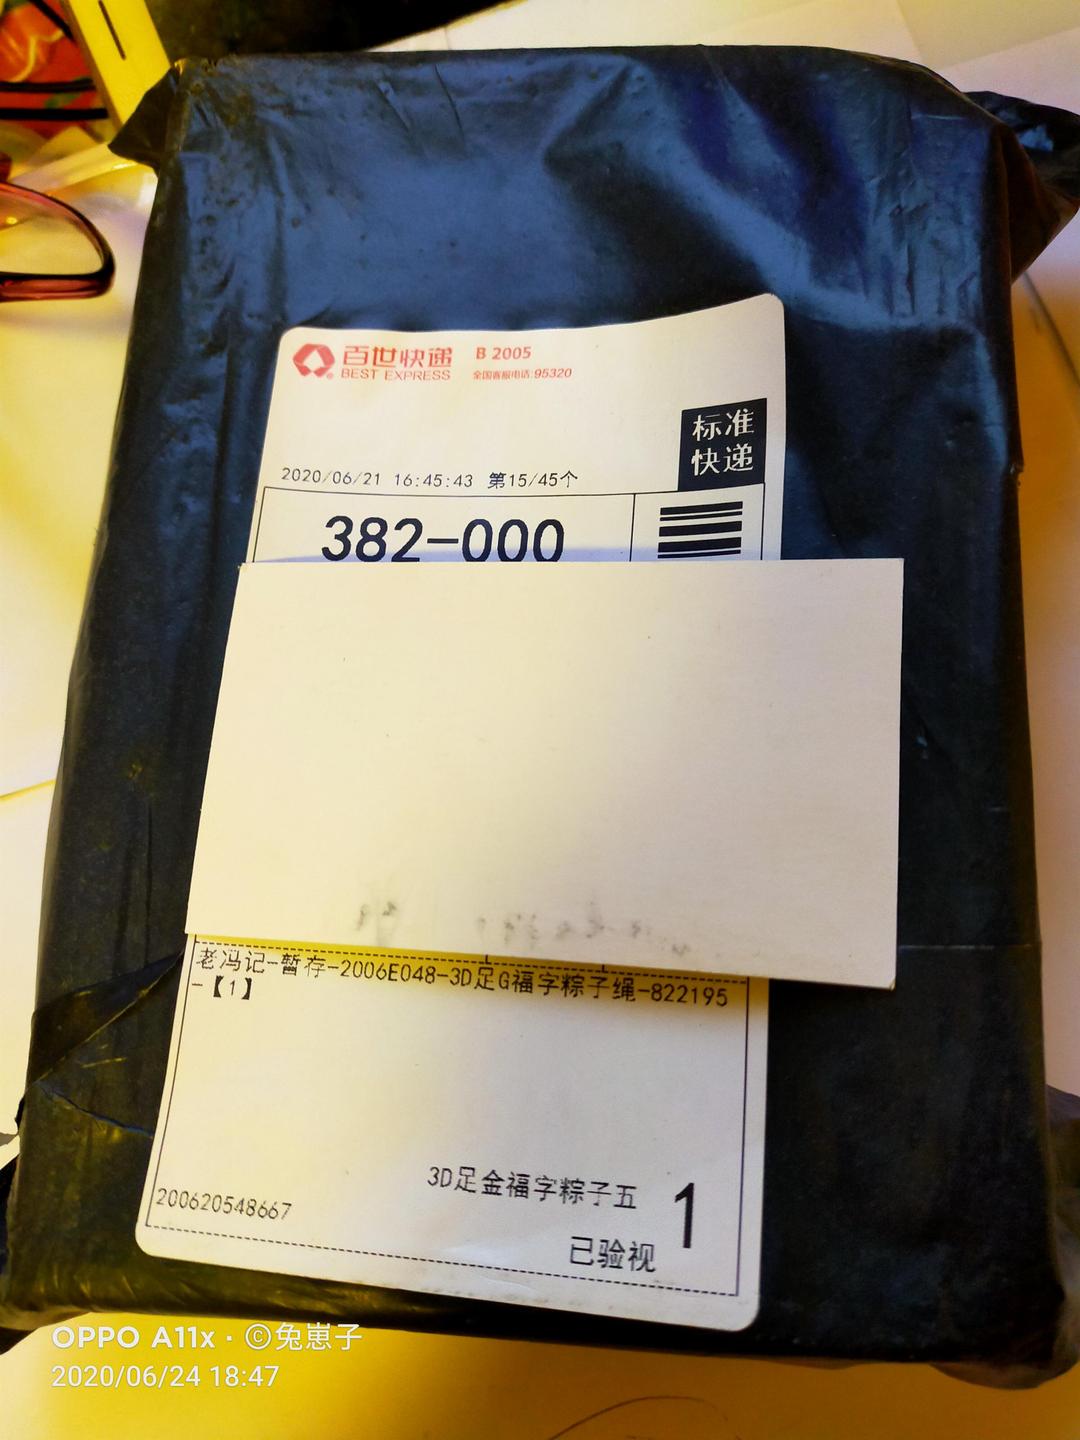 百世快递 B 2005
BEST EXPRESS 全国客服电话:95320
标准
快递
2020/06/21 16:45:43 第15/45个
382-000
老冯记-暂存-2006E048-3D足G福字粽子绳-822195
-【1】
3D足金福字粽子五 1
200620548667
已验视
OPPO A11x · ©兔崽子
2020/06/24 18:47